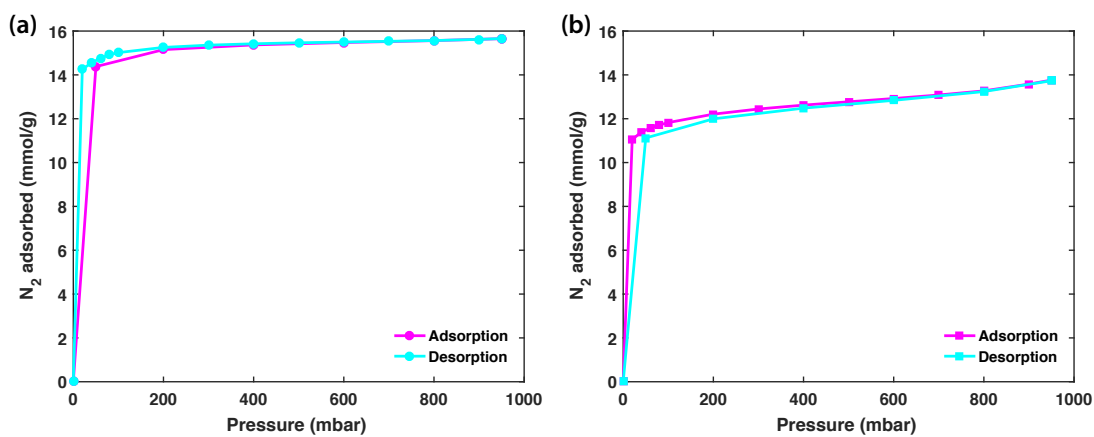 (a)
16
14
12
10
8
6
4
2
0
N₂ adsorbed (mmol/g)
0 200 400 600 800 1000
Pressure (mbar)
Adsorption
Desorption
(b)
16
14
12
10
8
6
4
2
0
N₂ adsorbed (mmol/g)
0 200 400 600 800 1000
Pressure (mbar)
Adsorption
Desorption